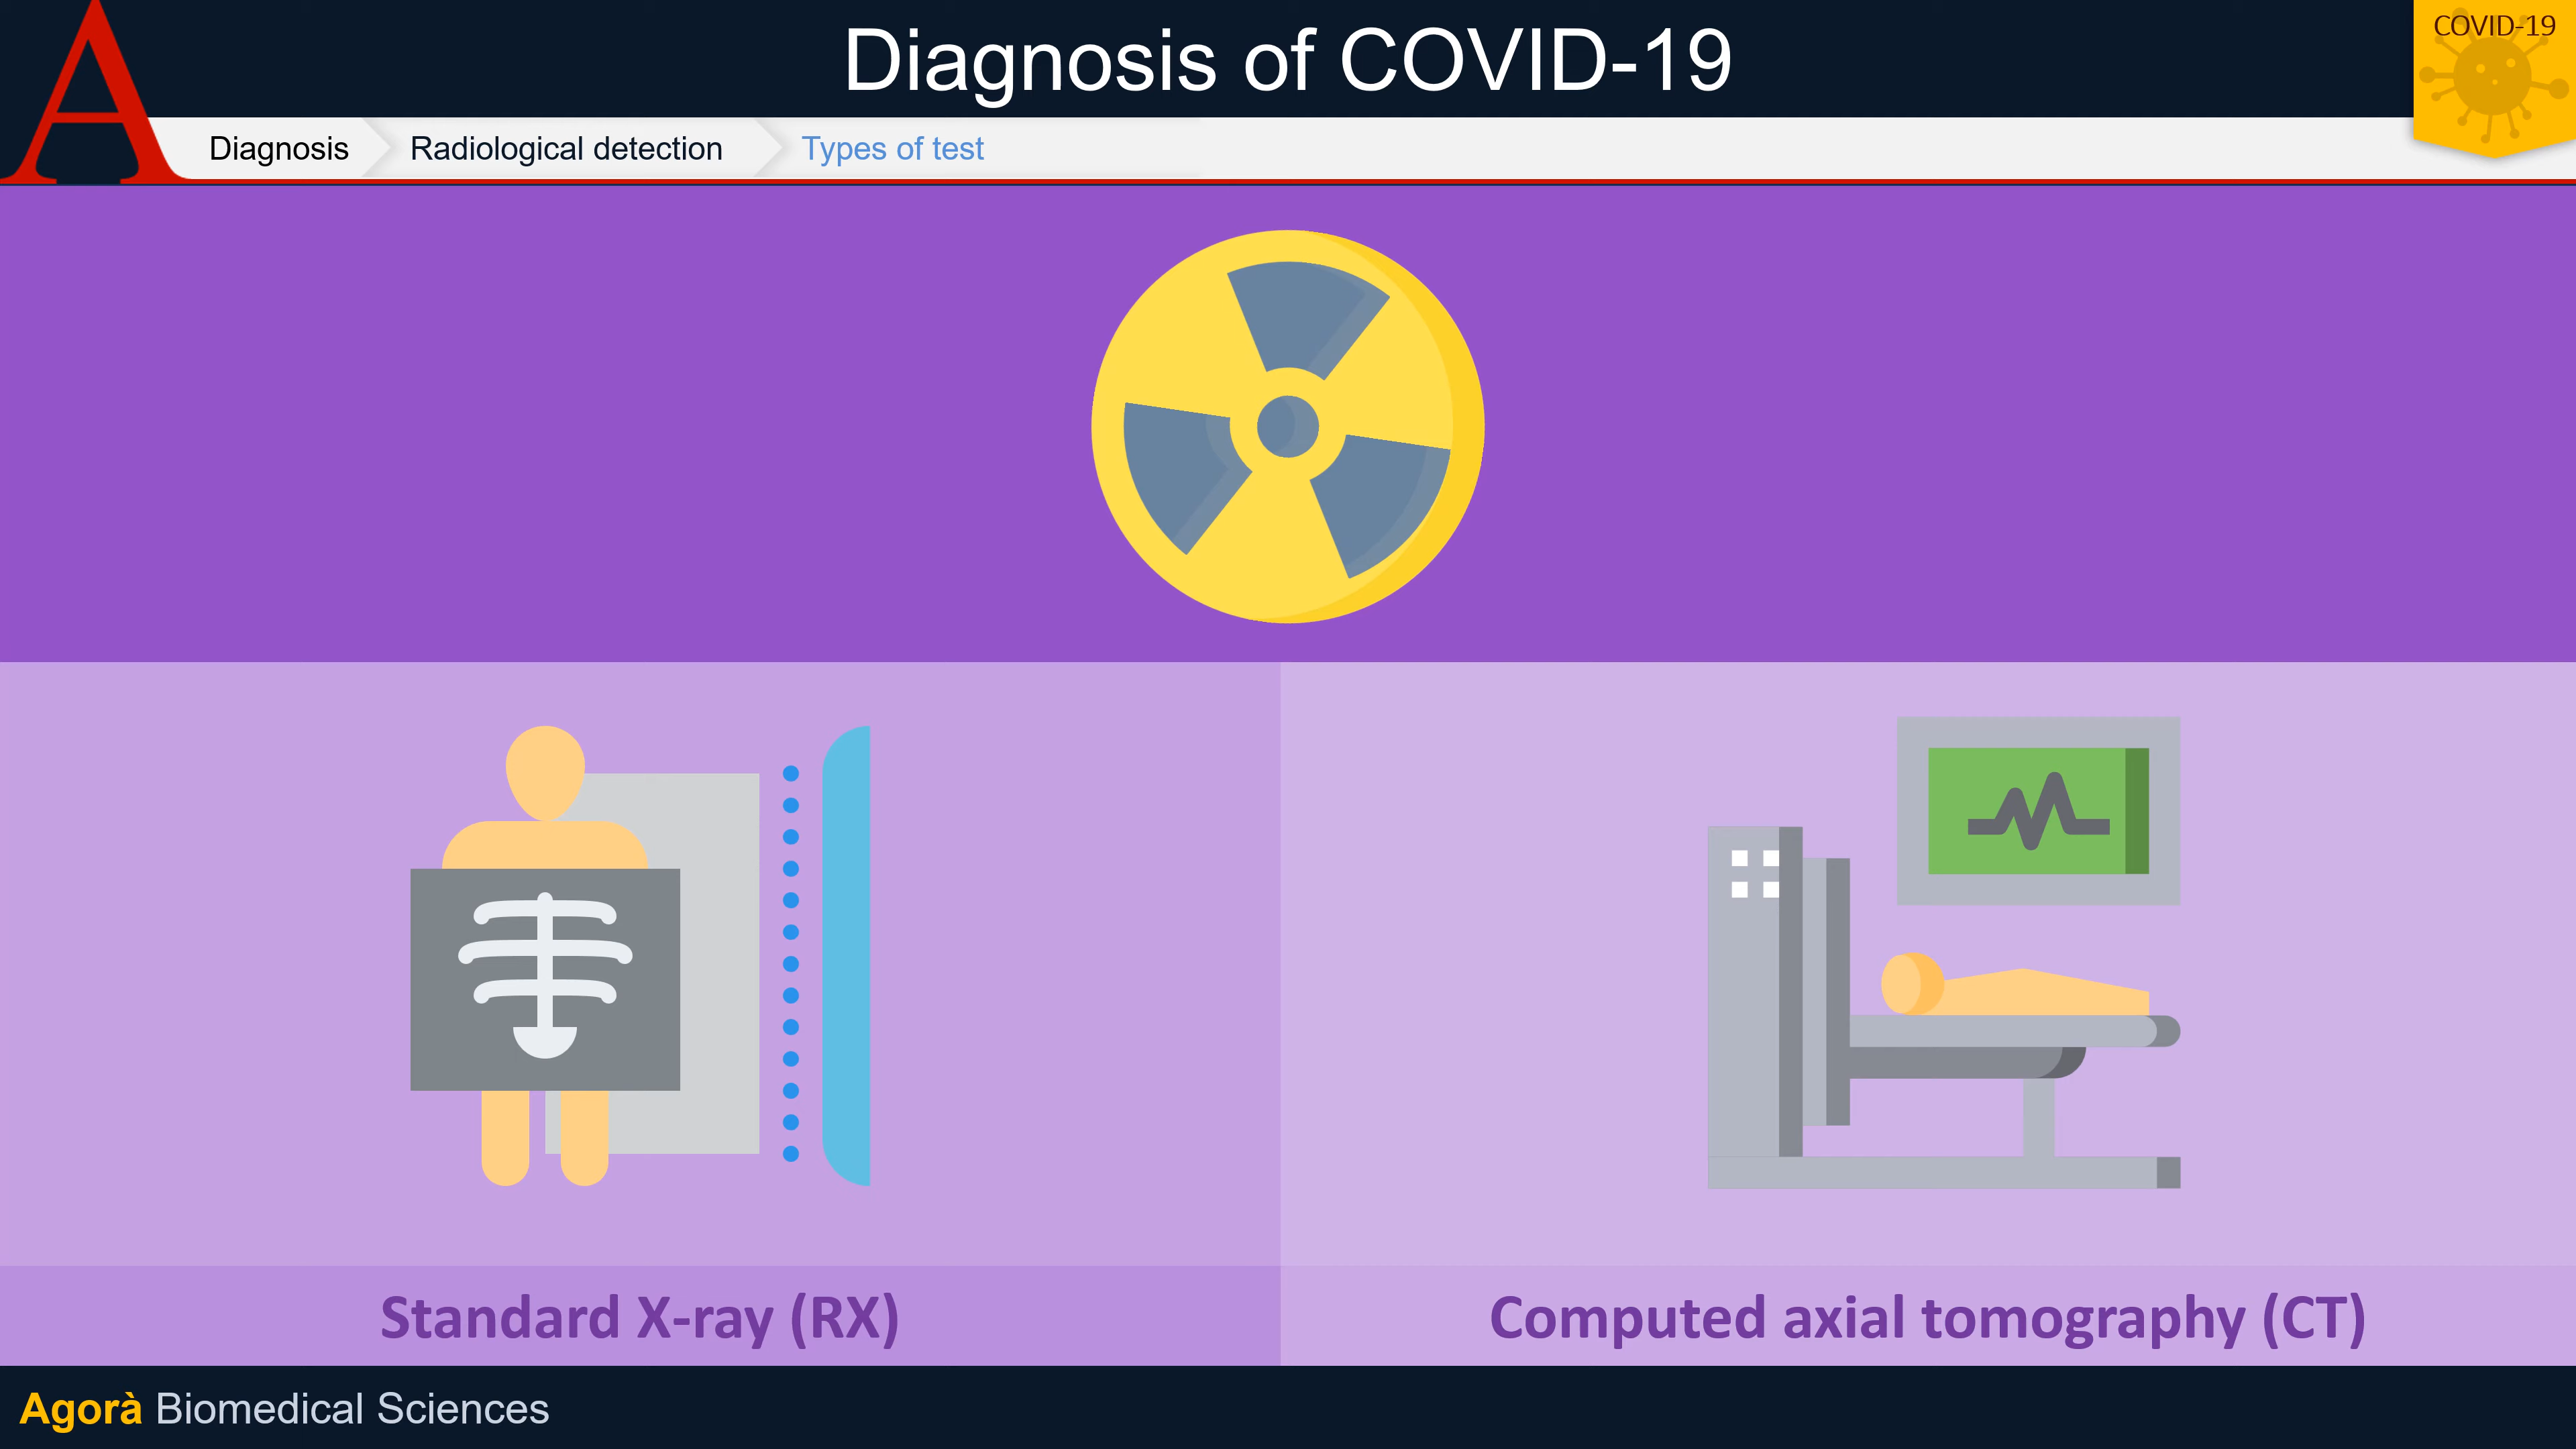 A
Diagnosis of COVID-19
COVID-19
Diagnosis
Radiological detection
Types of test
Standard X-ray (RX)
Computed axial tomography (CT)
Agorà Biomedical Sciences